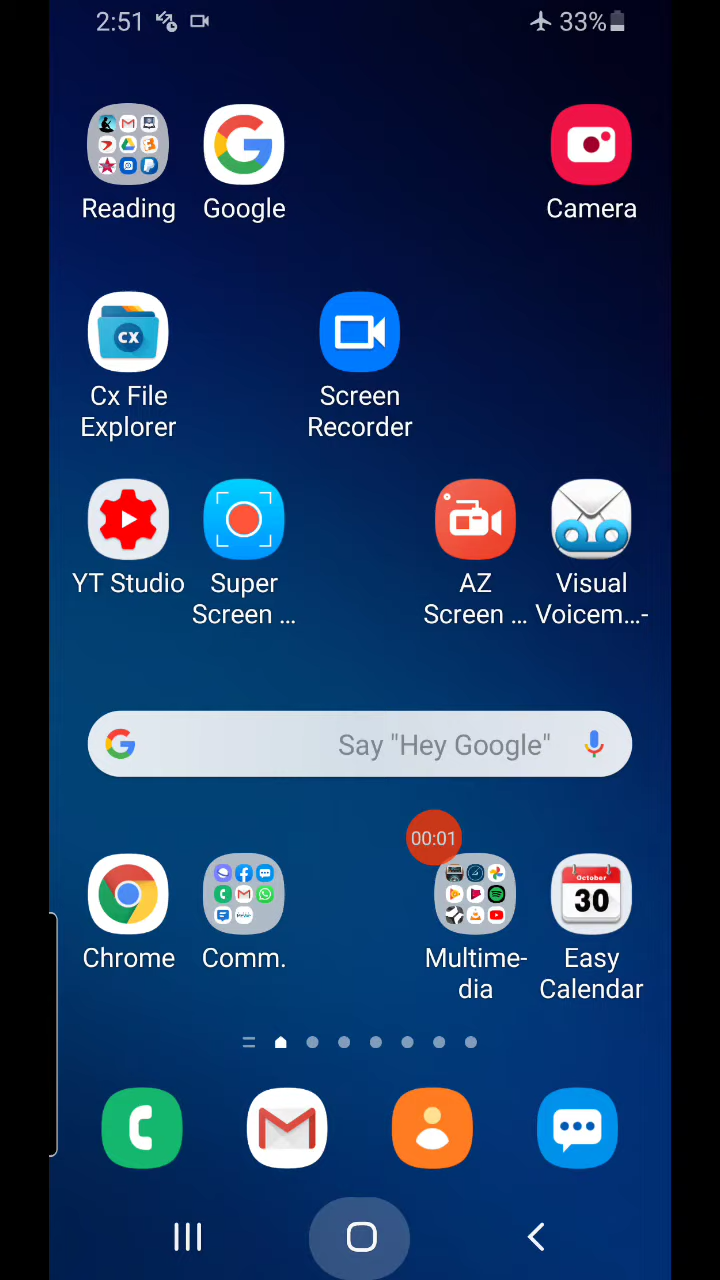 2:51 33%
Reading Google Camera
CX
Cx File Screen
Explorer Recorder
YT Studio Super AZ Visual
Screen ... Screen ... Voicem...-
Say "Hey Google"
00:01
October
30
Chrome Comm. Multime- Easy
dia Calendar